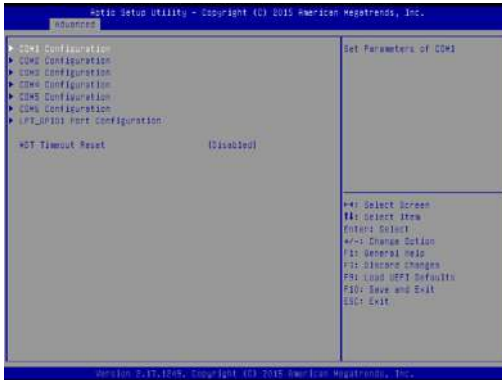 Aptio Setup Utility - Copyright (C) 2015 American Megatrends, Inc.
Advanced
COM1 Configuration
COM2 Configuration
COM3 Configuration
COM4 Configuration
COM5 Configuration
COM6 Configuration
LPT_GPIO1 Port Configuration
WDT Timeout Reset [Disabled]
Set Parameters of COM1
→←: Select Screen
↑↓: Select Item
Enter: Select
+/-: Change Option
F1: General Help
F7: Discard Changes
F9: Load UEFI Defaults
F10: Save and Exit
ESC: Exit
Version 2.17.1249. Copyright (C) 2015 American Megatrends, Inc.